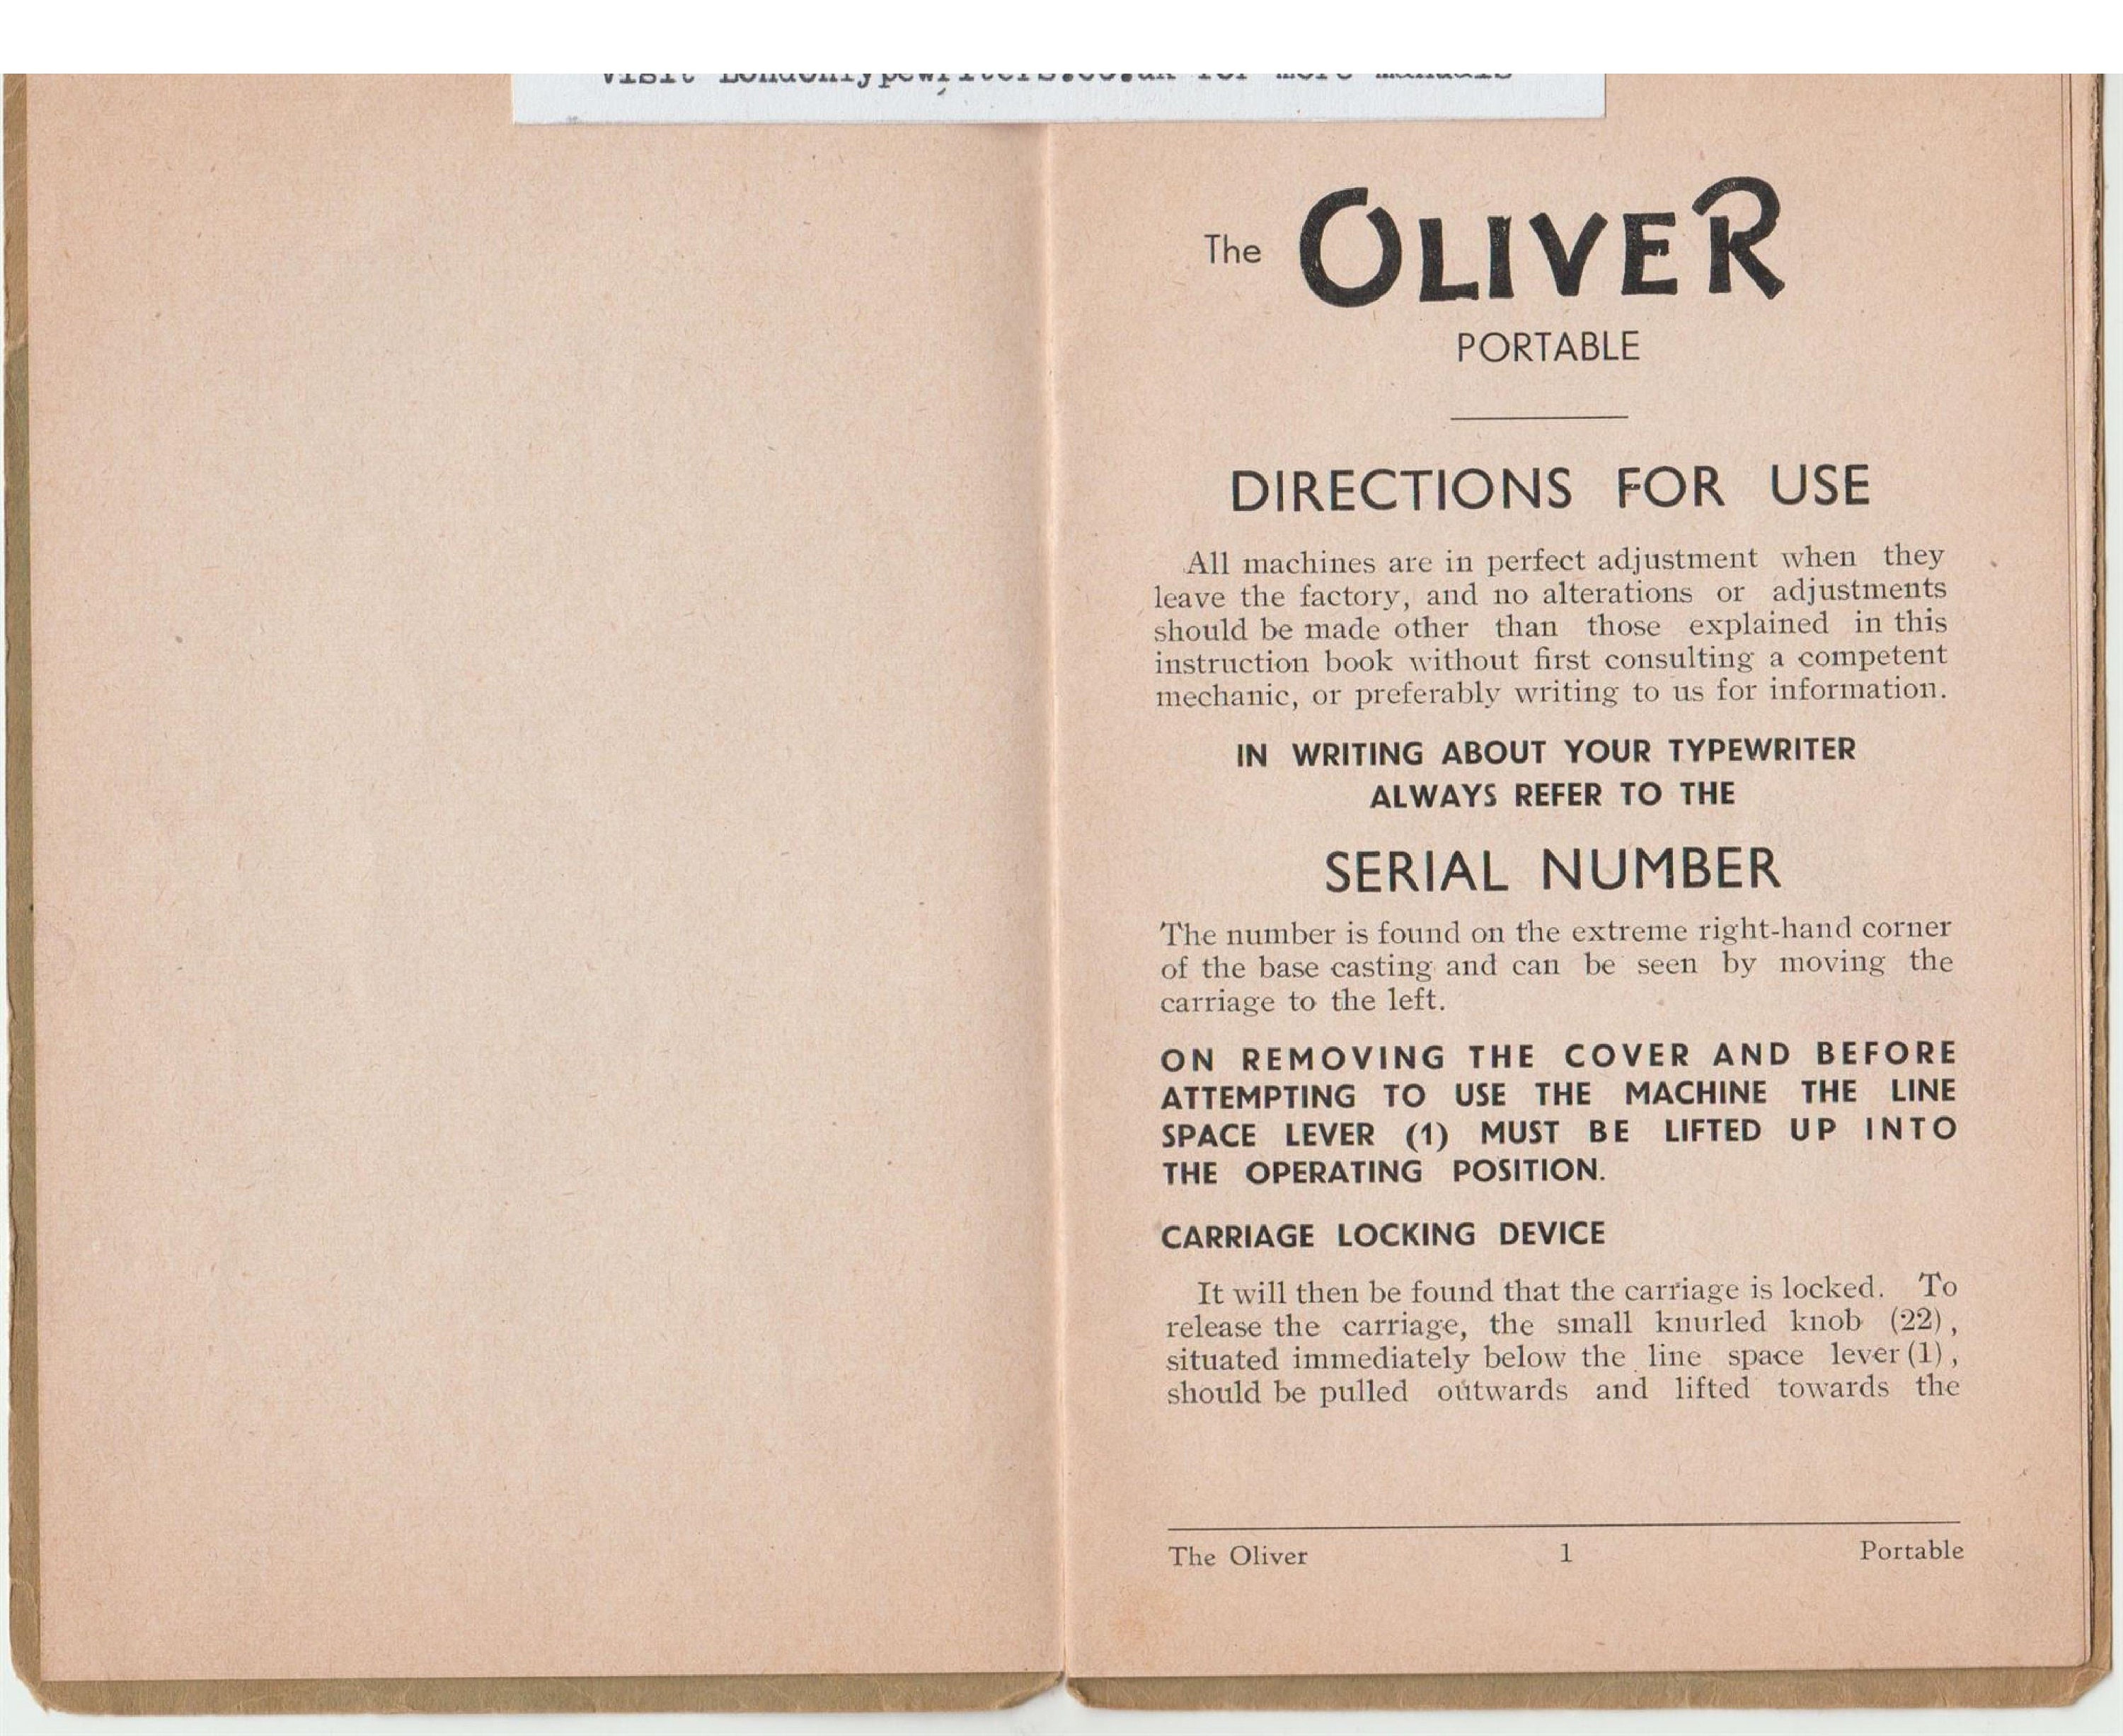 visit LondonTypewriters.co.uk for more manuals
The OLIVER
PORTABLE
DIRECTIONS FOR USE
All machines are in perfect adjustment when they
leave the factory, and no alterations or adjustments
should be made other than those explained in this
instruction book without first consulting a competent
mechanic, or preferably writing to us for information.
IN WRITING ABOUT YOUR TYPEWRITER
ALWAYS REFER TO THE
SERIAL NUMBER
The number is found on the extreme right-hand corner
of the base casting and can be seen by moving the
carriage to the left.
ON REMOVING THE COVER AND BEFORE
ATTEMPTING TO USE THE MACHINE THE LINE
SPACE LEVER (1) MUST BE LIFTED UP INTO
THE OPERATING POSITION.
CARRIAGE LOCKING DEVICE
It will then be found that the carriage is locked. To
release the carriage, the small knurled knob (22),
situated immediately below the line space lever (1),
should be pulled outwards and lifted towards the
The Oliver 1 Portable